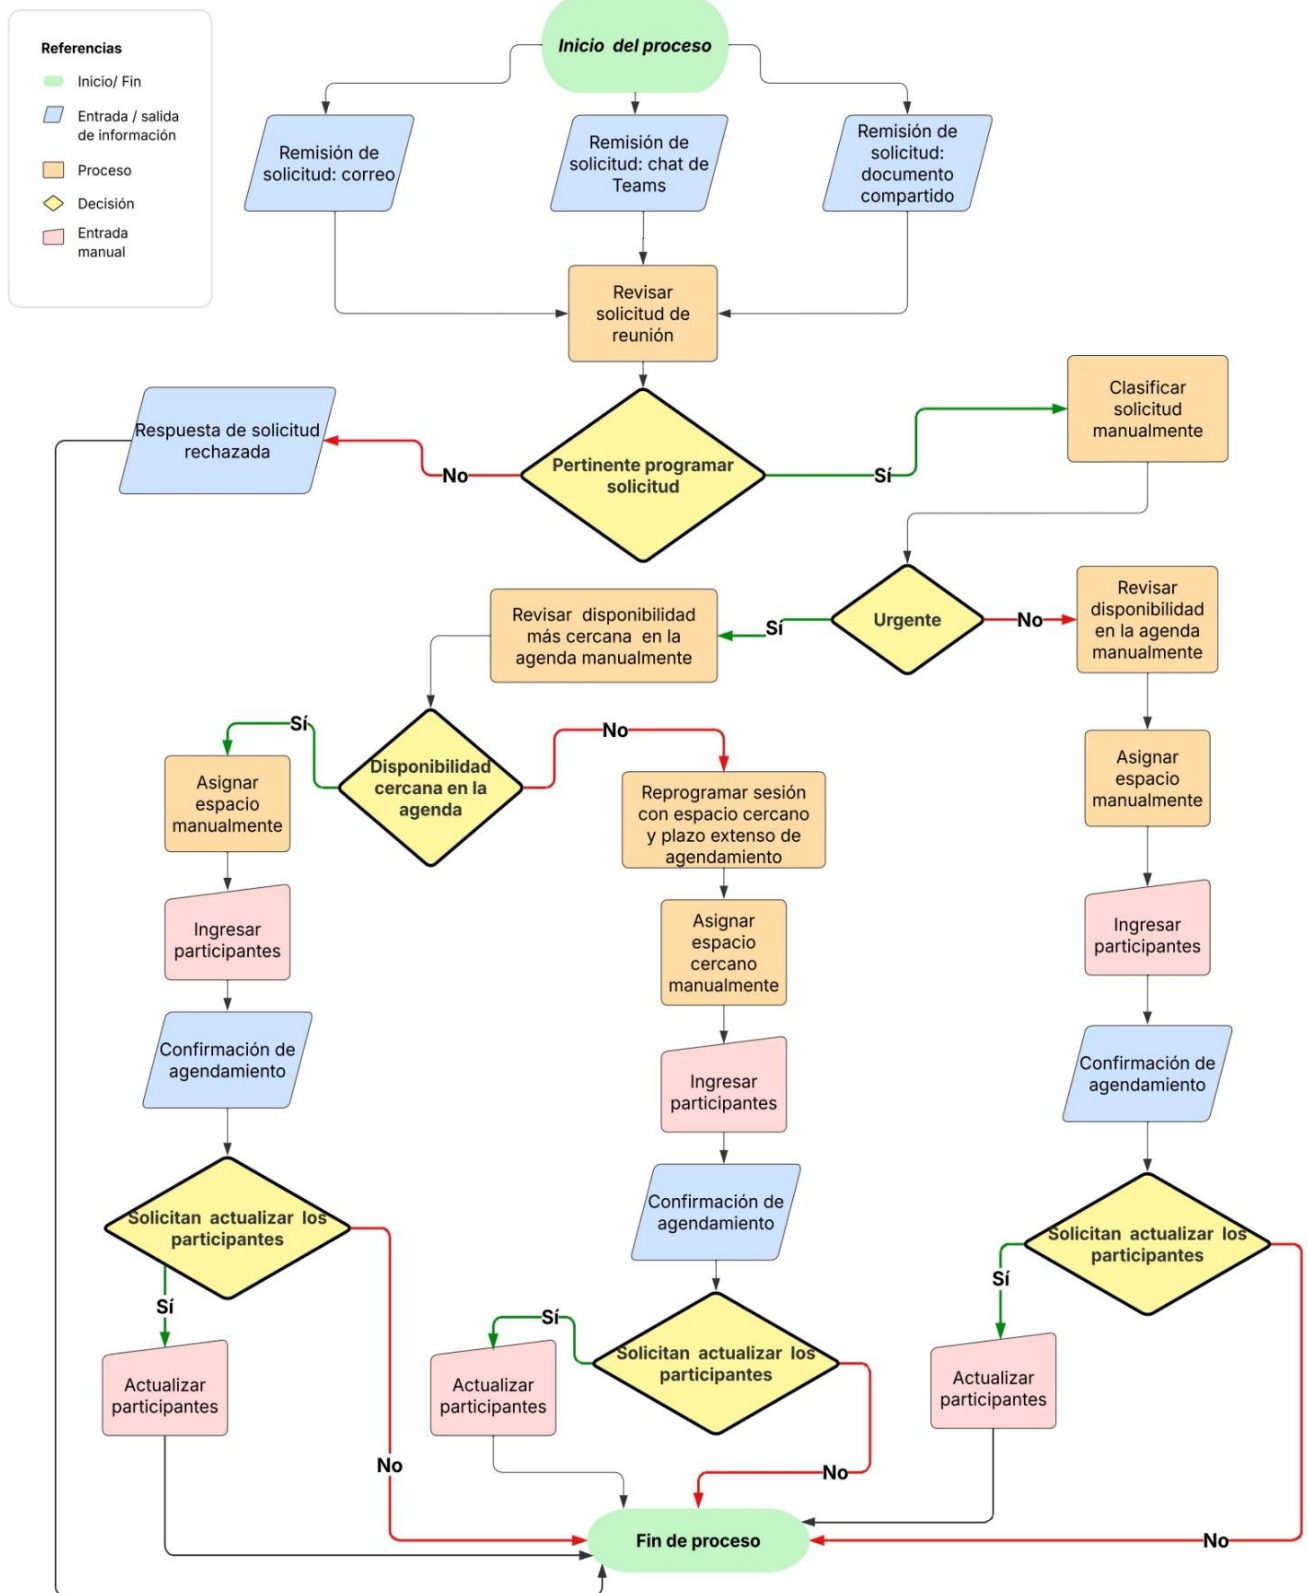 Referencias
Inicio/ Fin
Entrada / salida
de información
Proceso
Decisión
Entrada
manual
Inicio del proceso
Remisión de
solicitud: correo
Remisión de
solicitud: chat de
Teams
Remisión de
solicitud:
documento
compartido
Revisar
solicitud de
reunión
Respuesta de solicitud
rechazada
No
Pertinente programar
solicitud
Sí
Clasificar
solicitud
manualmente
Revisar disponibilidad
más cercana en la
agenda manualmente
Sí
Urgente
No
Revisar
disponibilidad
en la agenda
manualmente
Sí
Disponibilidad
cercana en la
agenda
No
Asignar
espacio
manualmente
Reprogramar sesión
con espacio cercano
y plazo extenso de
agendamiento
Asignar
espacio
manualmente
Ingresar
participantes
Asignar
espacio
cercano
manualmente
Ingresar
participantes
Confirmación de
agendamiento
Ingresar
participantes
Confirmación de
agendamiento
Solicitan actualizar los
participantes
Confirmación de
agendamiento
Solicitan actualizar los
participantes
Sí
Sí
Sí
Solicitan actualizar los
participantes
Actualizar
participantes
Actualizar
participantes
Actualizar
participantes
No
No
No
Fin de proceso